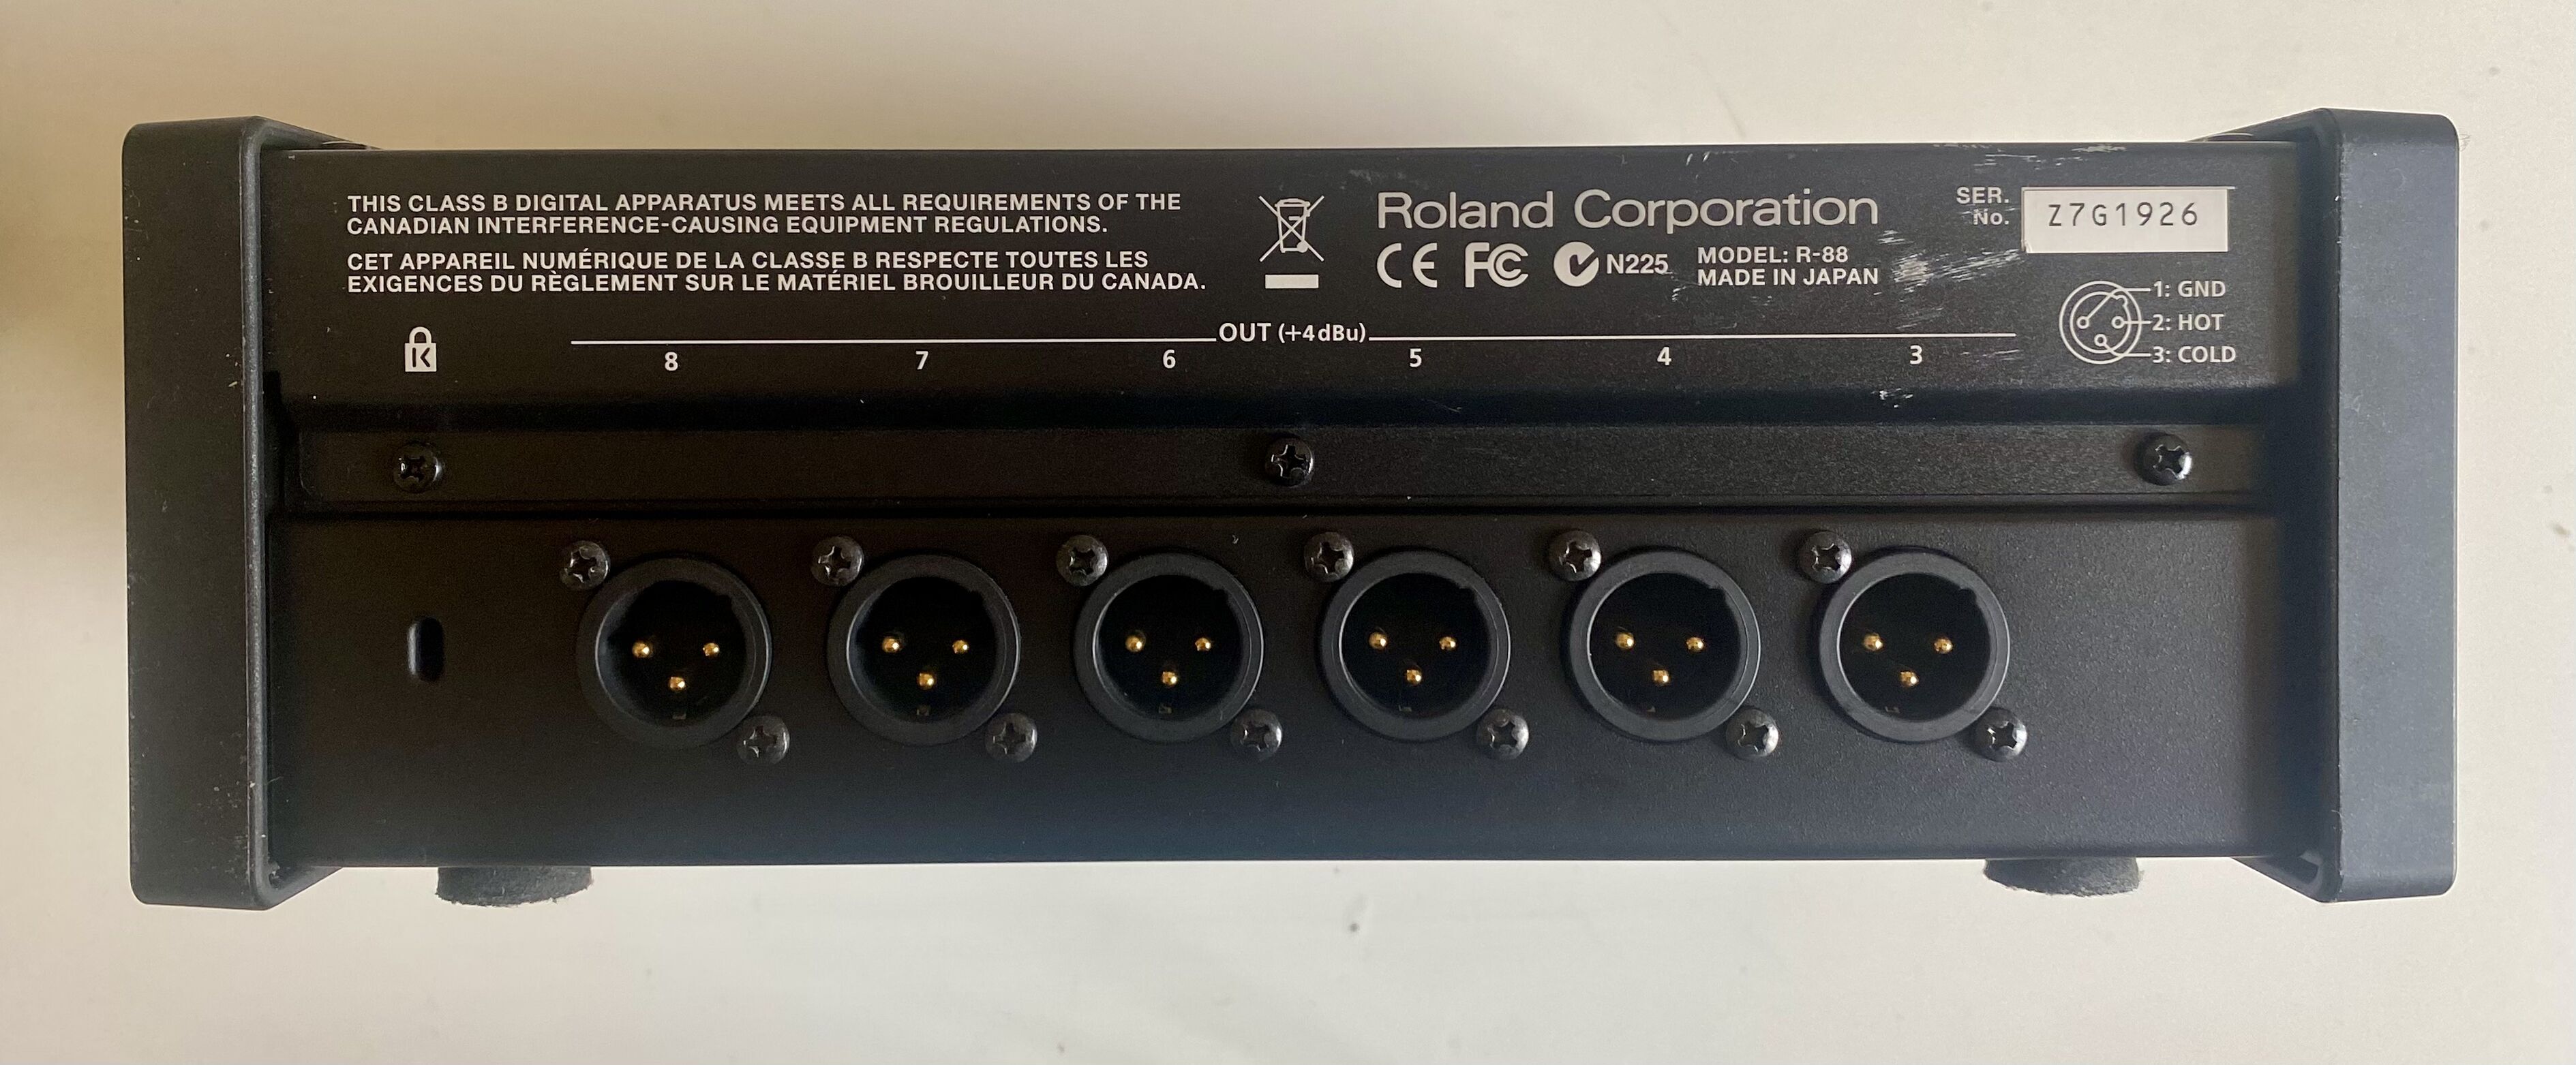 THIS CLASS B DIGITAL APPARATUS MEETS ALL REQUIREMENTS OF THE
CANADIAN INTERFERENCE-CAUSING EQUIPMENT REGULATIONS.
CET APPAREIL NUMÉRIQUE DE LA CLASSE B RESPECTE TOUTES LES
EXIGENCES DU RÈGLEMENT SUR LE MATÉRIEL BROUILLEUR DU CANADA.
Roland Corporation
CE FC N225
MODEL: R-88
MADE IN JAPAN
SER.
No.
Z7G1926
1: GND
2: HOT
3: COLD
K
OUT (+4dBu)
8 7 6 5 4 3